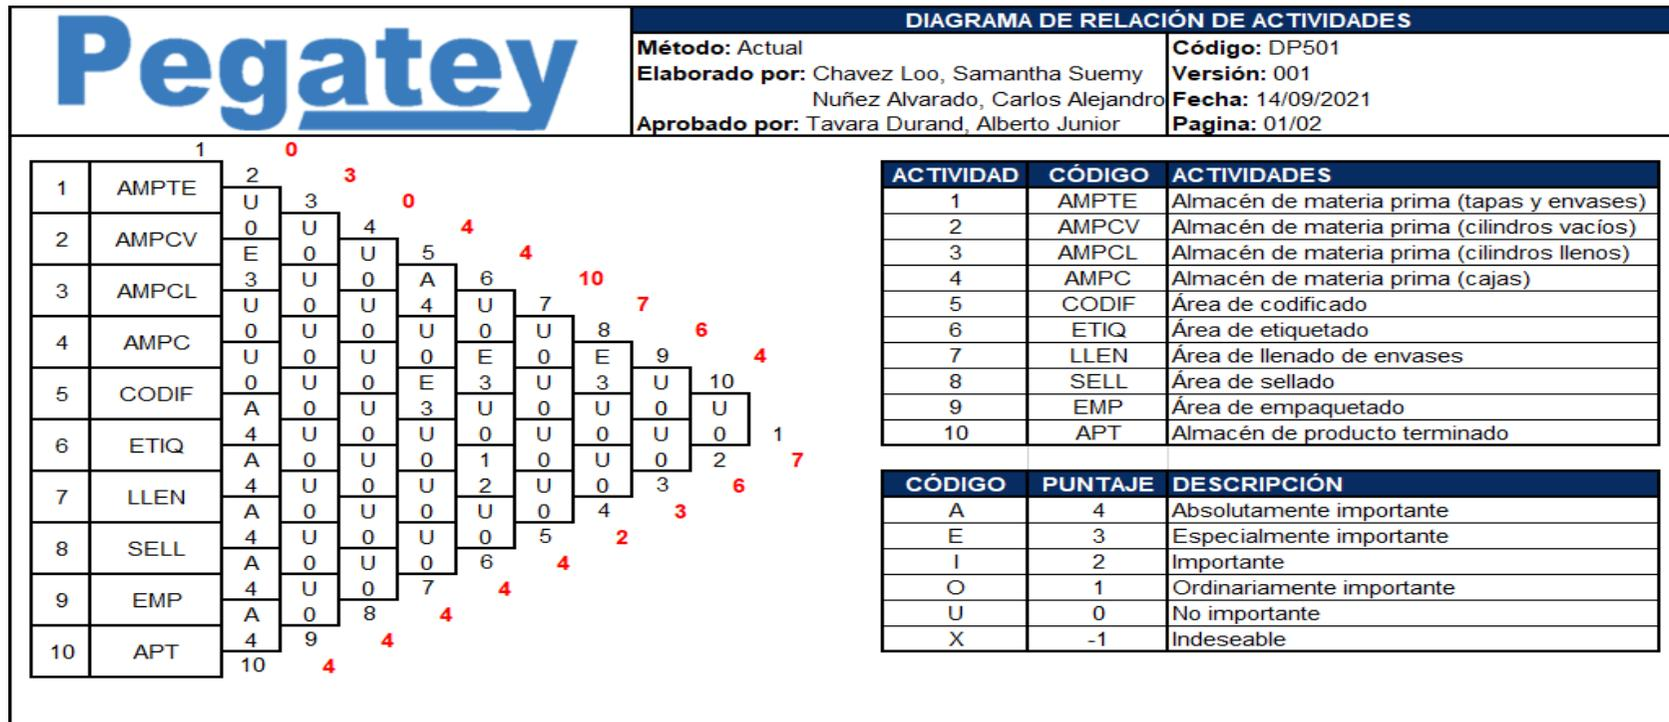 Pegatey
DIAGRAMA DE RELACIÓN DE ACTIVIDADES
Método: Actual
Elaborado por: Chavez Loo, Samantha Suemy
Nuñez Alvarado, Carlos Alejandro
Aprobado por: Tavara Durand, Alberto Junior
Código: DP501
Versión: 001
Fecha: 14/09/2021
Pagina: 01/02
1 0
2 3
1 AMPTE
U 3 0
0 U 4 4
2 AMPCV
E 0 U 5 4
3 U 0 A 6 10
3 AMPCL
U 0 U 4 U 7 7
0 U 0 U 0 U 8 6
4 AMPC
U 0 U 0 E 0 E 9 4
0 U 0 E 3 U 3 U 10
5 CODIF
A 0 U 3 U 0 U 0 U
4 U 0 U 0 U 0 U 0 1
6 ETIQ
A 0 U 0 1 0 U 0 2 7
4 U 0 U 2 U 0 3 6
7 LLEN
A 0 U 0 U 0 4 3
4 U 0 U 0 5 2
8 SELL
A 0 U 0 6 4
4 U 0 7 4
9 EMP
A 0 8 4
4 9 4
10 APT
10 4
ACTIVIDAD CÓDIGO ACTIVIDADES
1 AMPTE Almacén de materia prima (tapas y envases)
2 AMPCV Almacén de materia prima (cilindros vacíos)
3 AMPCL Almacén de materia prima (cilindros llenos)
4 AMPC Almacén de materia prima (cajas)
5 CODIF Área de codificado
6 ETIQ Área de etiquetado
7 LLEN Área de llenado de envases
8 SELL Área de sellado
9 EMP Área de empaquetado
10 APT Almacén de producto terminado
CÓDIGO PUNTAJE DESCRIPCIÓN
A 4 Absolutamente importante
E 3 Especialmente importante
I 2 Importante
O 1 Ordinariamente importante
U 0 No importante
X -1 Indeseable